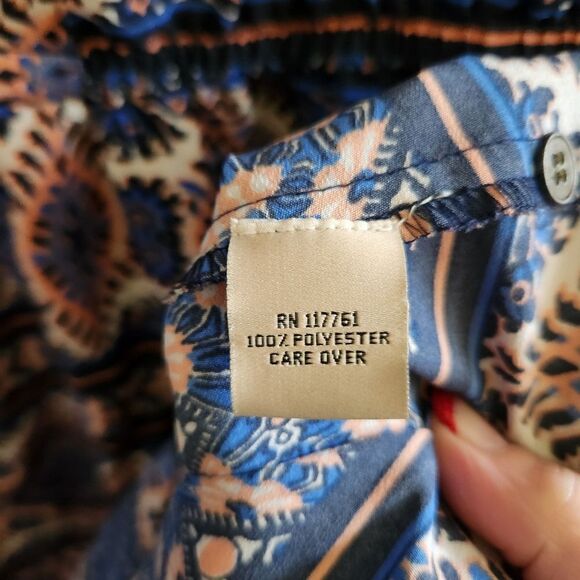 RN 117761
100% POLYESTER
CARE OVER